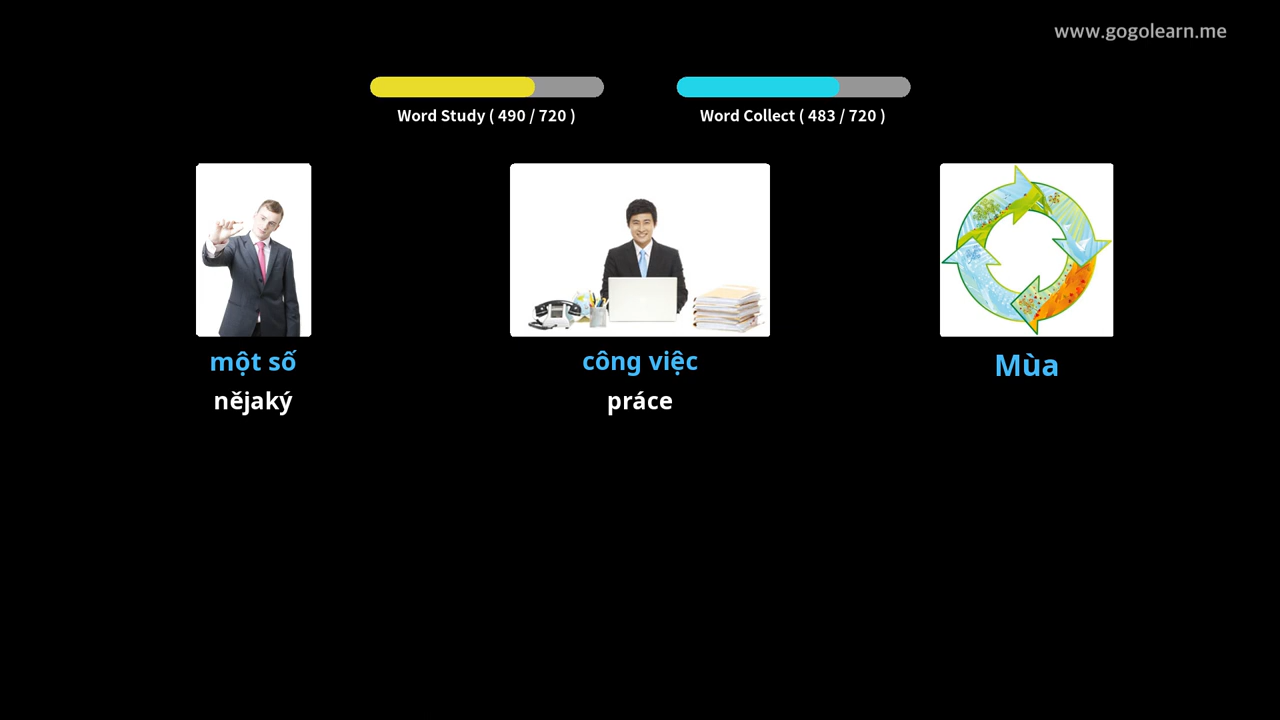 www.gogolearn.me
Word Study ( 490 / 720 )
Word Collect ( 483 / 720 )
một số
nějaký
công việc
práce
Mùa